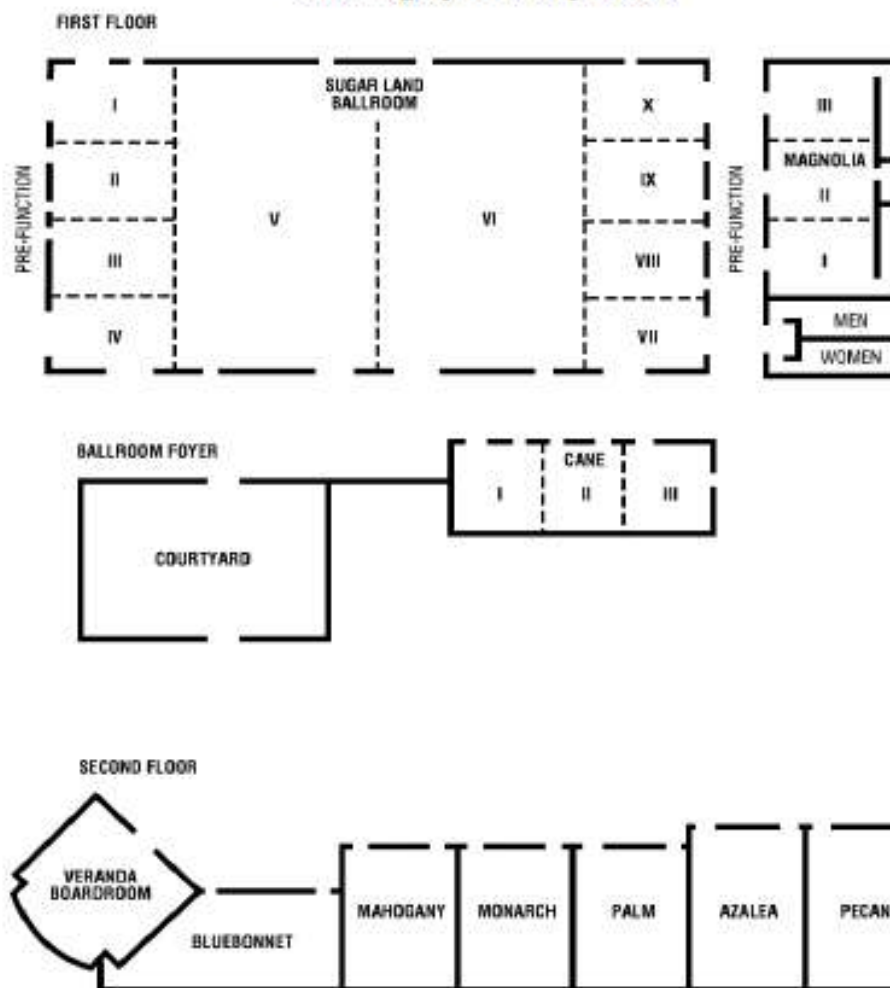 FIRST FLOOR
SUGAR LAND
BALLROOM
I
II
III
IV
V
VI
X
IX
VIII
VII
PRE-FUNCTION
PRE-FUNCTION
III
MAGNOLIA
II
I
MEN
WOMEN
BALLROOM FOYER
CANE
I
II
III
COURTYARD
SECOND FLOOR
VERANDA
BOARDROOM
BLUEBONNET
MAHOGANY
MONARCH
PALM
AZALEA
PECAN